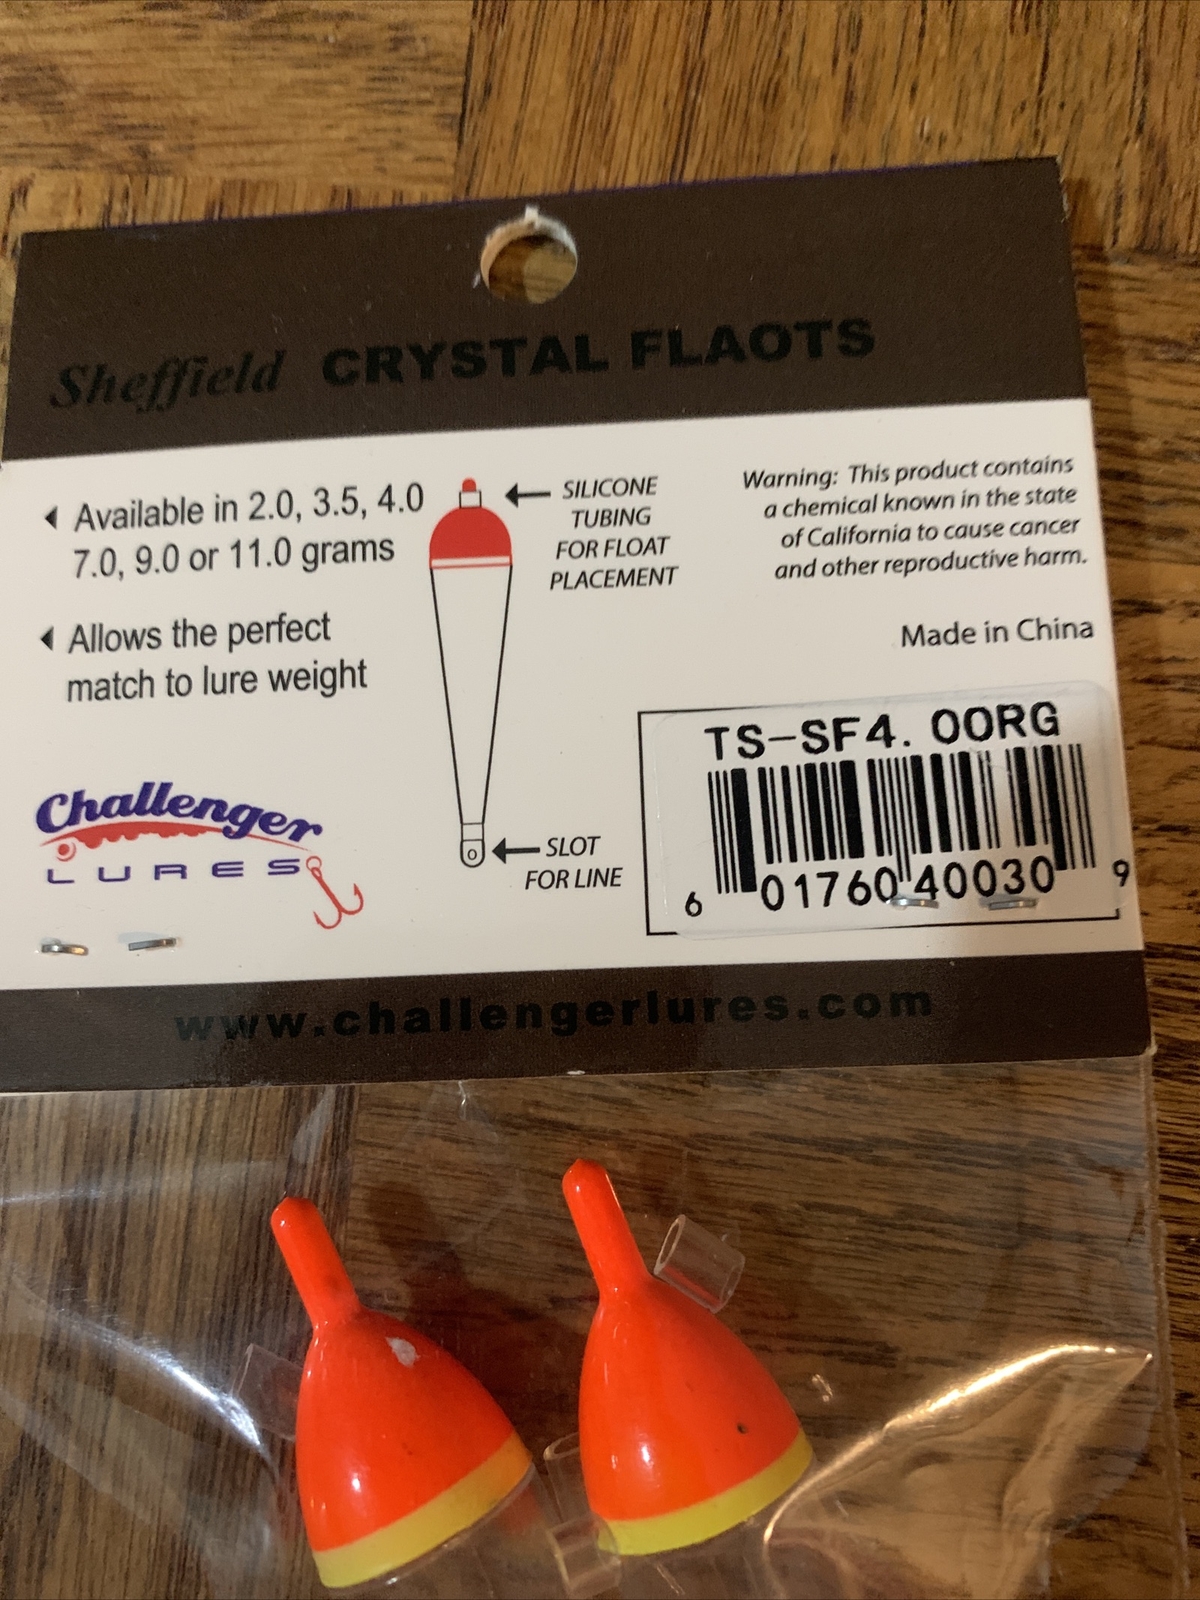 Sheffield CRYSTAL FLAOTS
Available in 2.0, 3.5, 4.0
7.0, 9.0 or 11.0 grams
Allows the perfect
match to lure weight
SILICONE
TUBING
FOR FLOAT
PLACEMENT
SLOT
FOR LINE
Warning: This product contains
a chemical known in the state
of California to cause cancer
and other reproductive harm.
Made in China
TS-SF4. 0ORG
6 01760 40030 9
Challenger
LURES
www.challengerlures.com